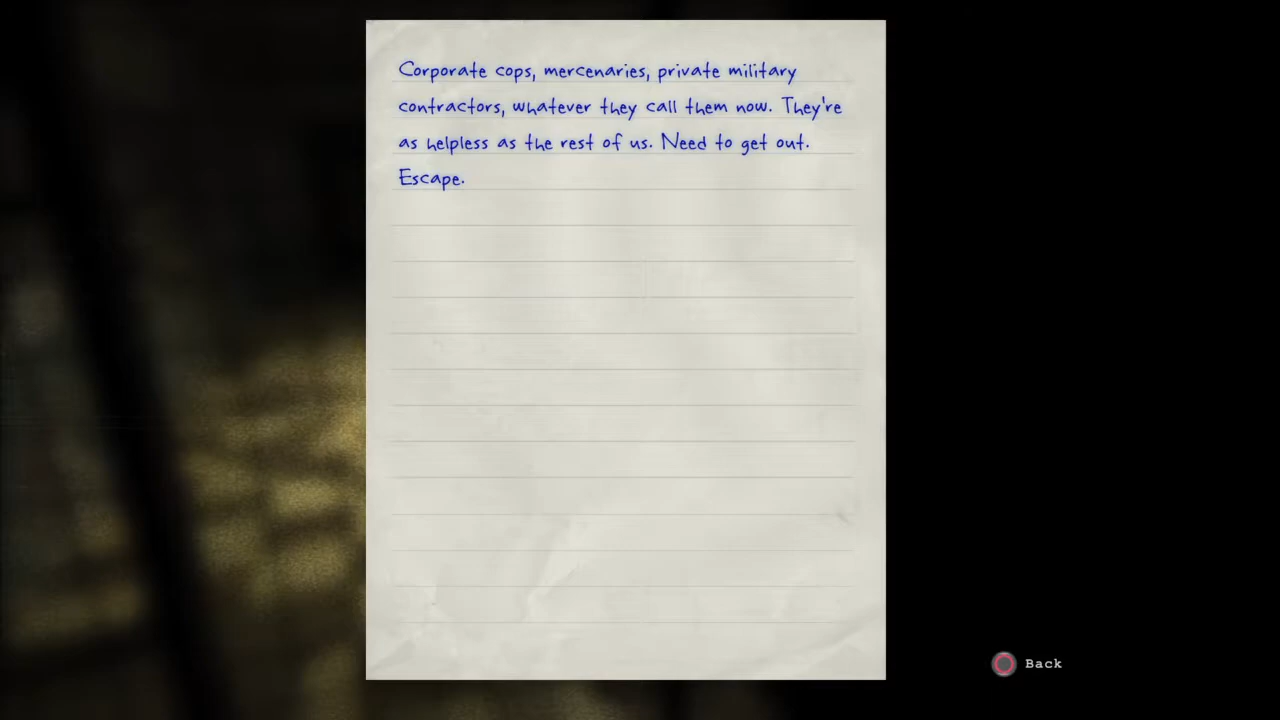 Corporate cops, mercenaries, private military
contractors, whatever they call them now. They're
as helpless as the rest of us. Need to get out.
Escape.
Back